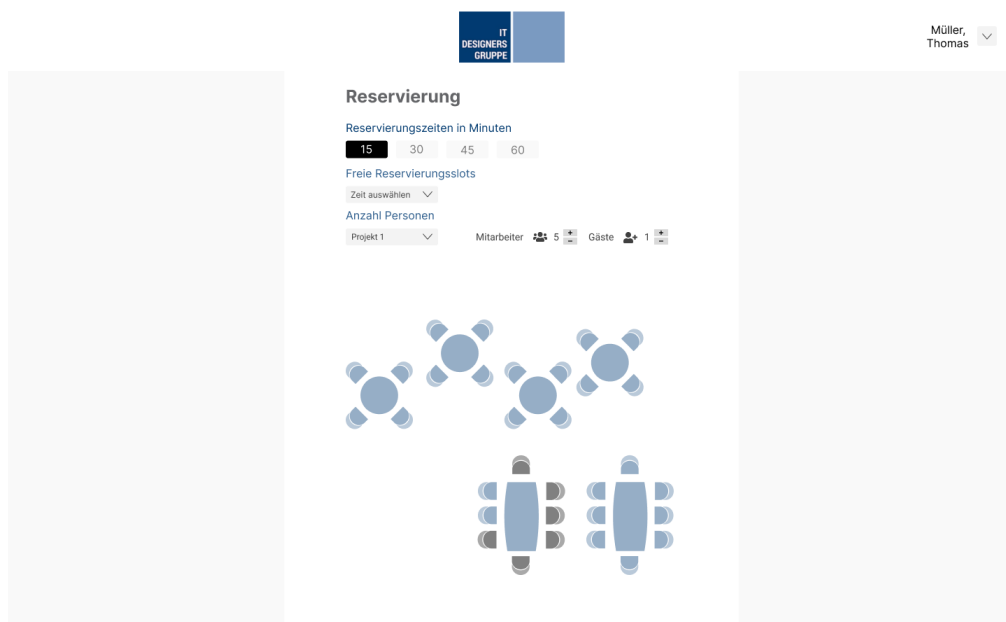 IT
DESIGNERS
GRUPPE
Müller,
Thomas
Reservierung
Reservierungszeiten in Minuten
15 30 45 60
Freie Reservierungsslots
Zeit auswählen
Anzahl Personen
Projekt 1 Mitarbeiter 5 + - Gäste 1 + -